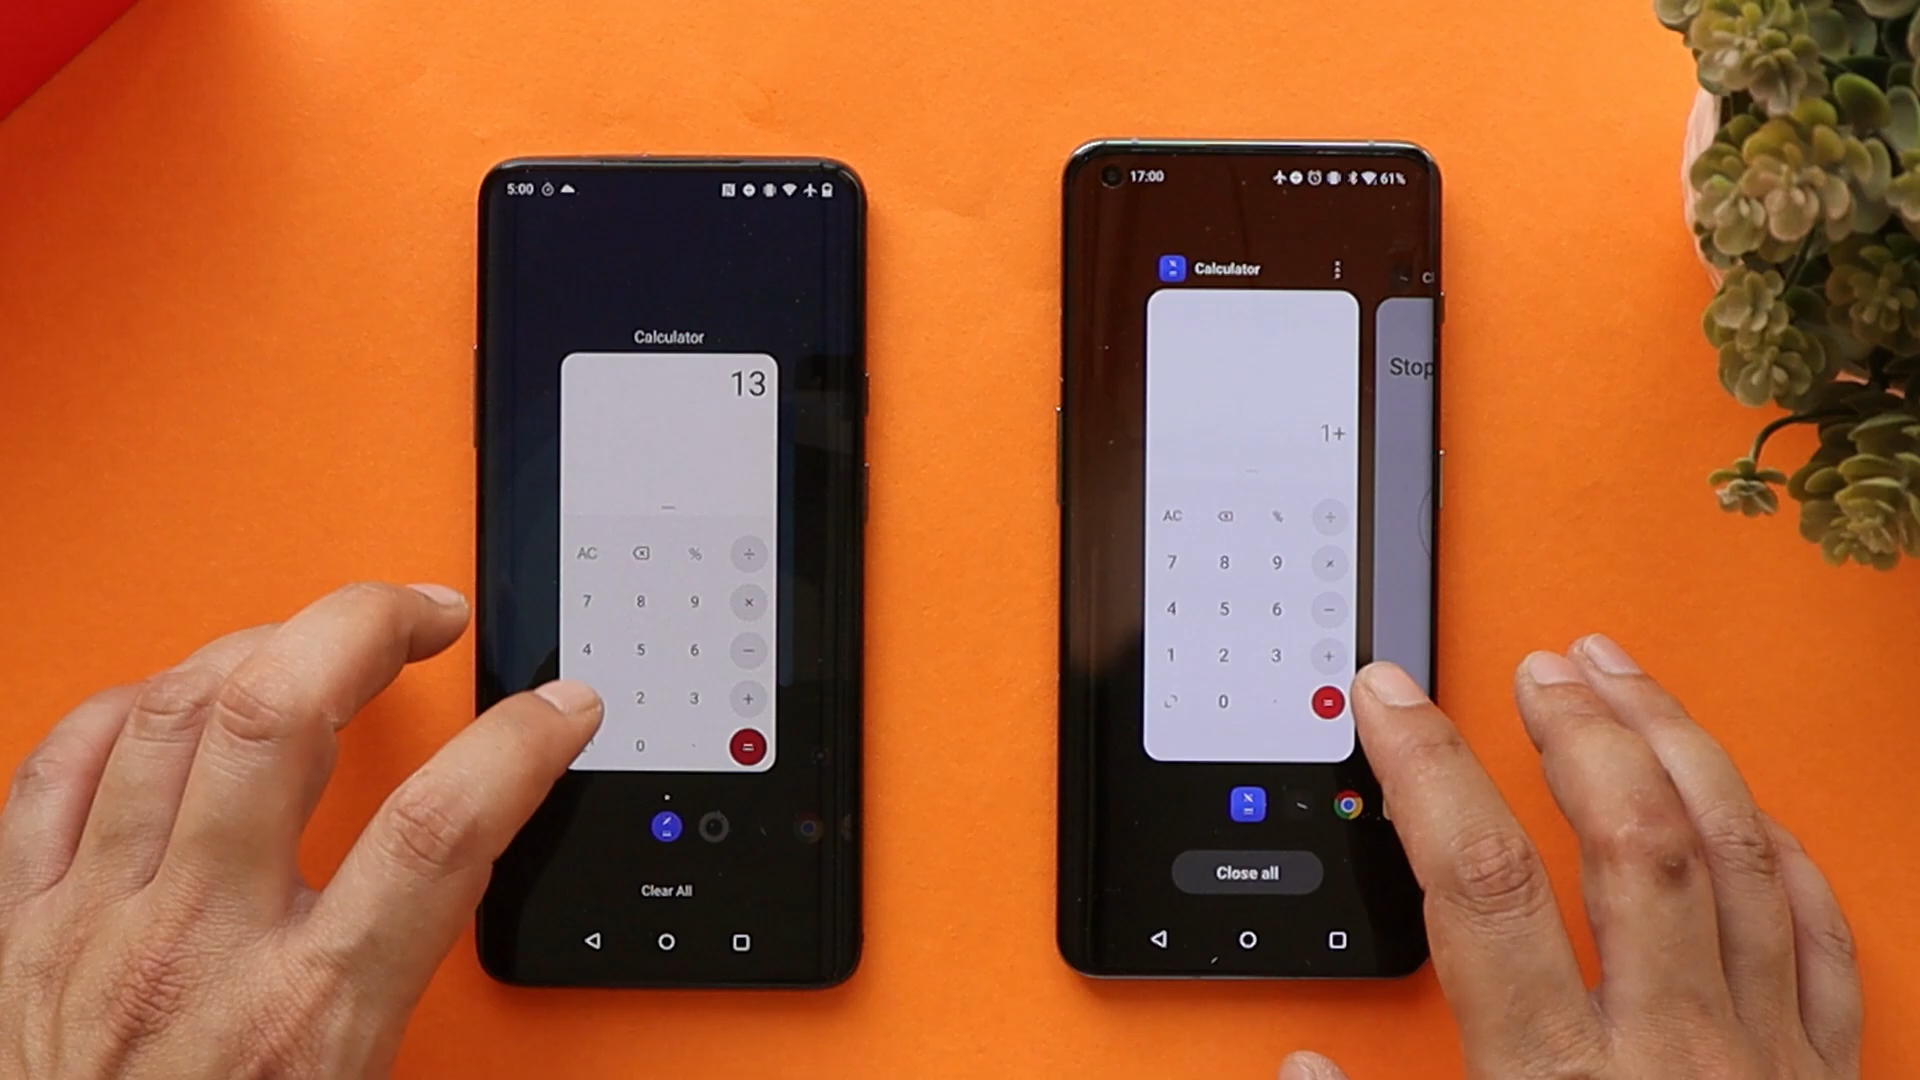 5:00
Calculator
13
AC %  ÷
7 8 9 ×
4 5 6 −
2 3 +
0 . =
Clear All
17:00
61%
Calculator
Stop
1+
AC % ÷
7 8 9 ×
4 5 6 −
1 2 3 +
0 . =
Close all